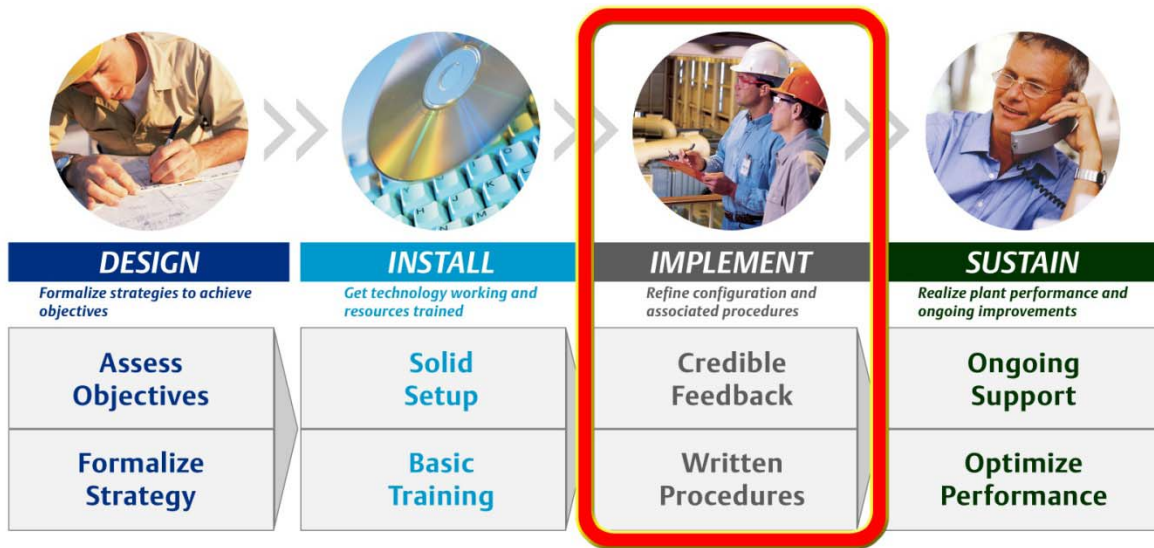 DESIGN
Formalize strategies to achieve
objectives
Assess
Objectives
Formalize
Strategy
INSTALL
Get technology working and
resources trained
Solid
Setup
Basic
Training
IMPLEMENT
Refine configuration and
associated procedures
Credible
Feedback
Written
Procedures
SUSTAIN
Realize plant performance and
ongoing improvements
Ongoing
Support
Optimize
Performance